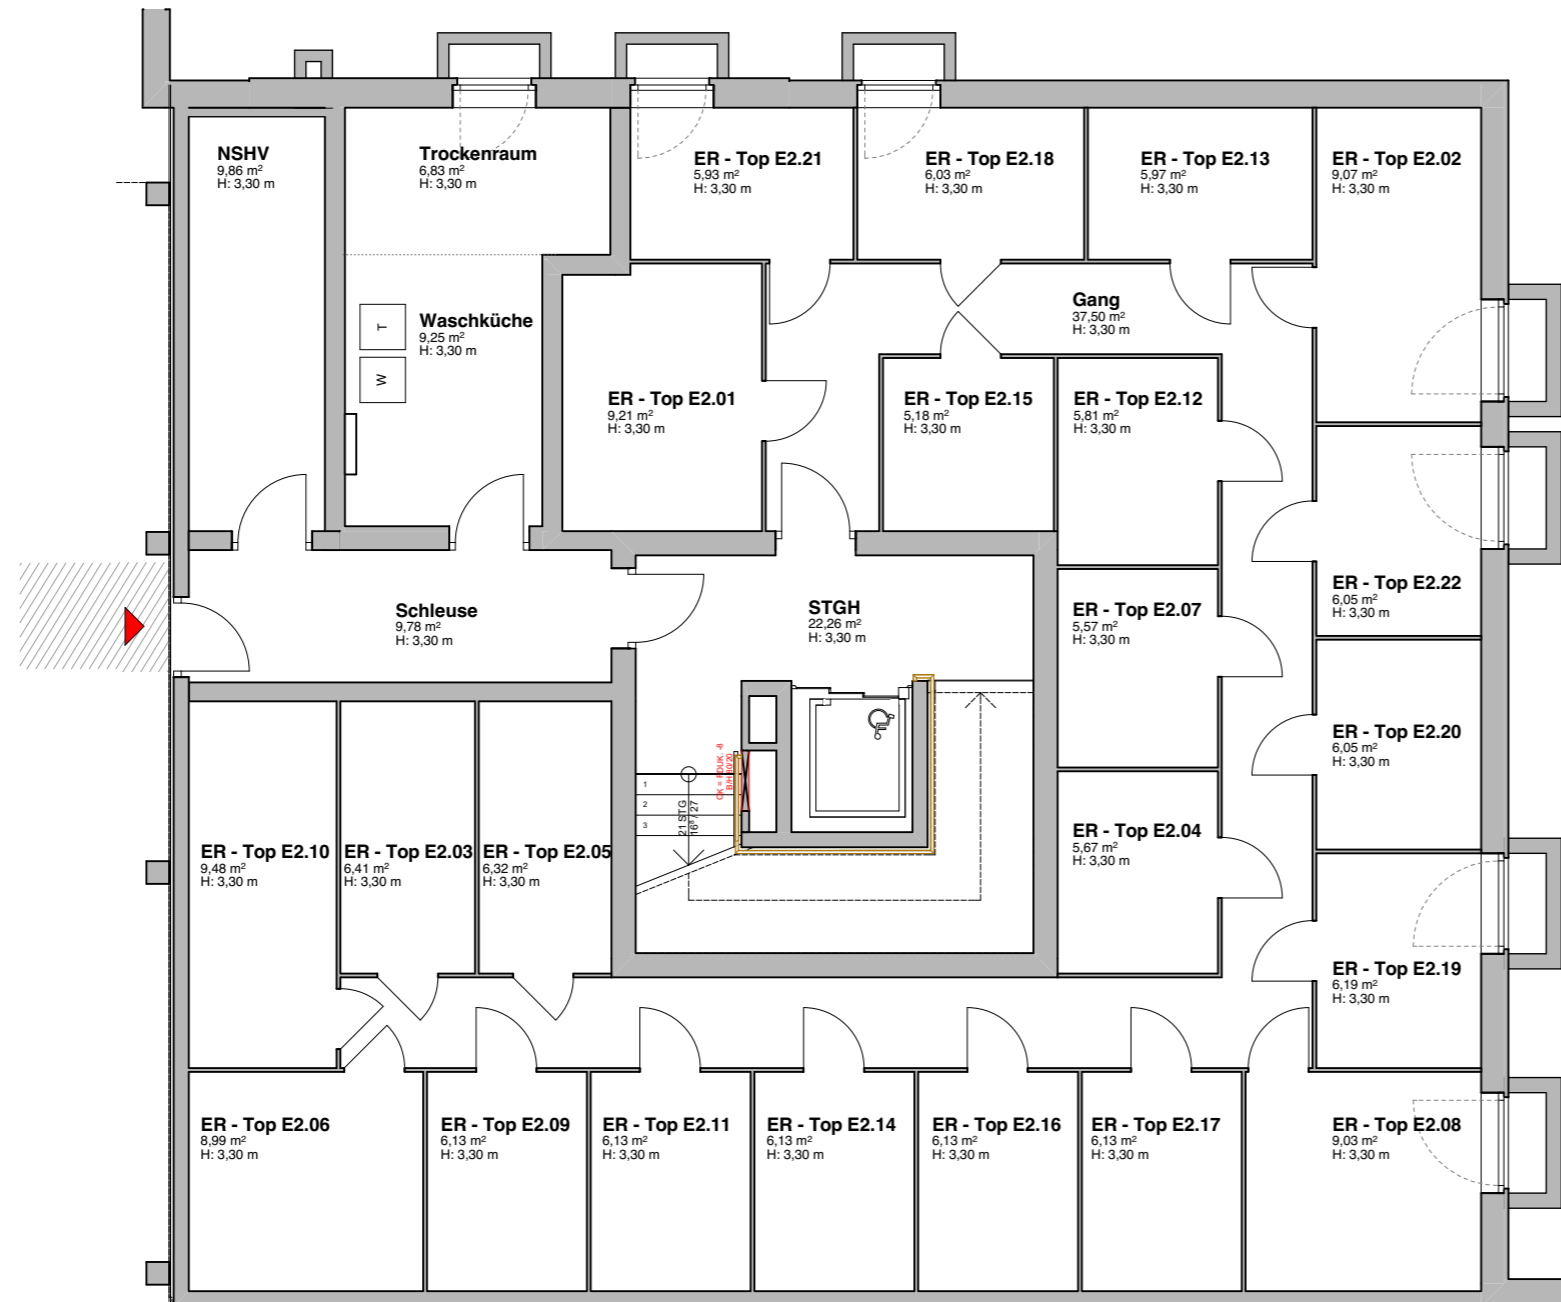 NSHV
9,86 m²
H: 3,30 m
Trockenraum
6,83 m²
H: 3,30 m
ER - Top E2.21
5,93 m²
H: 3,30 m
ER - Top E2.18
6,03 m²
H: 3,30 m
ER - Top E2.13
5,97 m²
H: 3,30 m
ER - Top E2.02
9,07 m²
H: 3,30 m
T
W
Waschküche
9,25 m²
H: 3,30 m
Gang
37,50 m²
H: 3,30 m
ER - Top E2.01
9,21 m²
H: 3,30 m
ER - Top E2.15
5,18 m²
H: 3,30 m
ER - Top E2.12
5,81 m²
H: 3,30 m
ER - Top E2.22
6,05 m²
H: 3,30 m
Schleuse
9,78 m²
H: 3,30 m
STGH
22,26 m²
H: 3,30 m
ER - Top E2.07
5,57 m²
H: 3,30 m
ER - Top E2.20
6,05 m²
H: 3,30 m
1
2
3
21 STG
16⁸ / 27
ER - Top E2.10
9,48 m²
H: 3,30 m
ER - Top E2.03
6,41 m²
H: 3,30 m
ER - Top E2.05
6,32 m²
H: 3,30 m
ER - Top E2.04
5,67 m²
H: 3,30 m
ER - Top E2.19
6,19 m²
H: 3,30 m
ER - Top E2.06
8,99 m²
H: 3,30 m
ER - Top E2.09
6,13 m²
H: 3,30 m
ER - Top E2.11
6,13 m²
H: 3,30 m
ER - Top E2.14
6,13 m²
H: 3,30 m
ER - Top E2.16
6,13 m²
H: 3,30 m
ER - Top E2.17
6,13 m²
H: 3,30 m
ER - Top E2.08
9,03 m²
H: 3,30 m